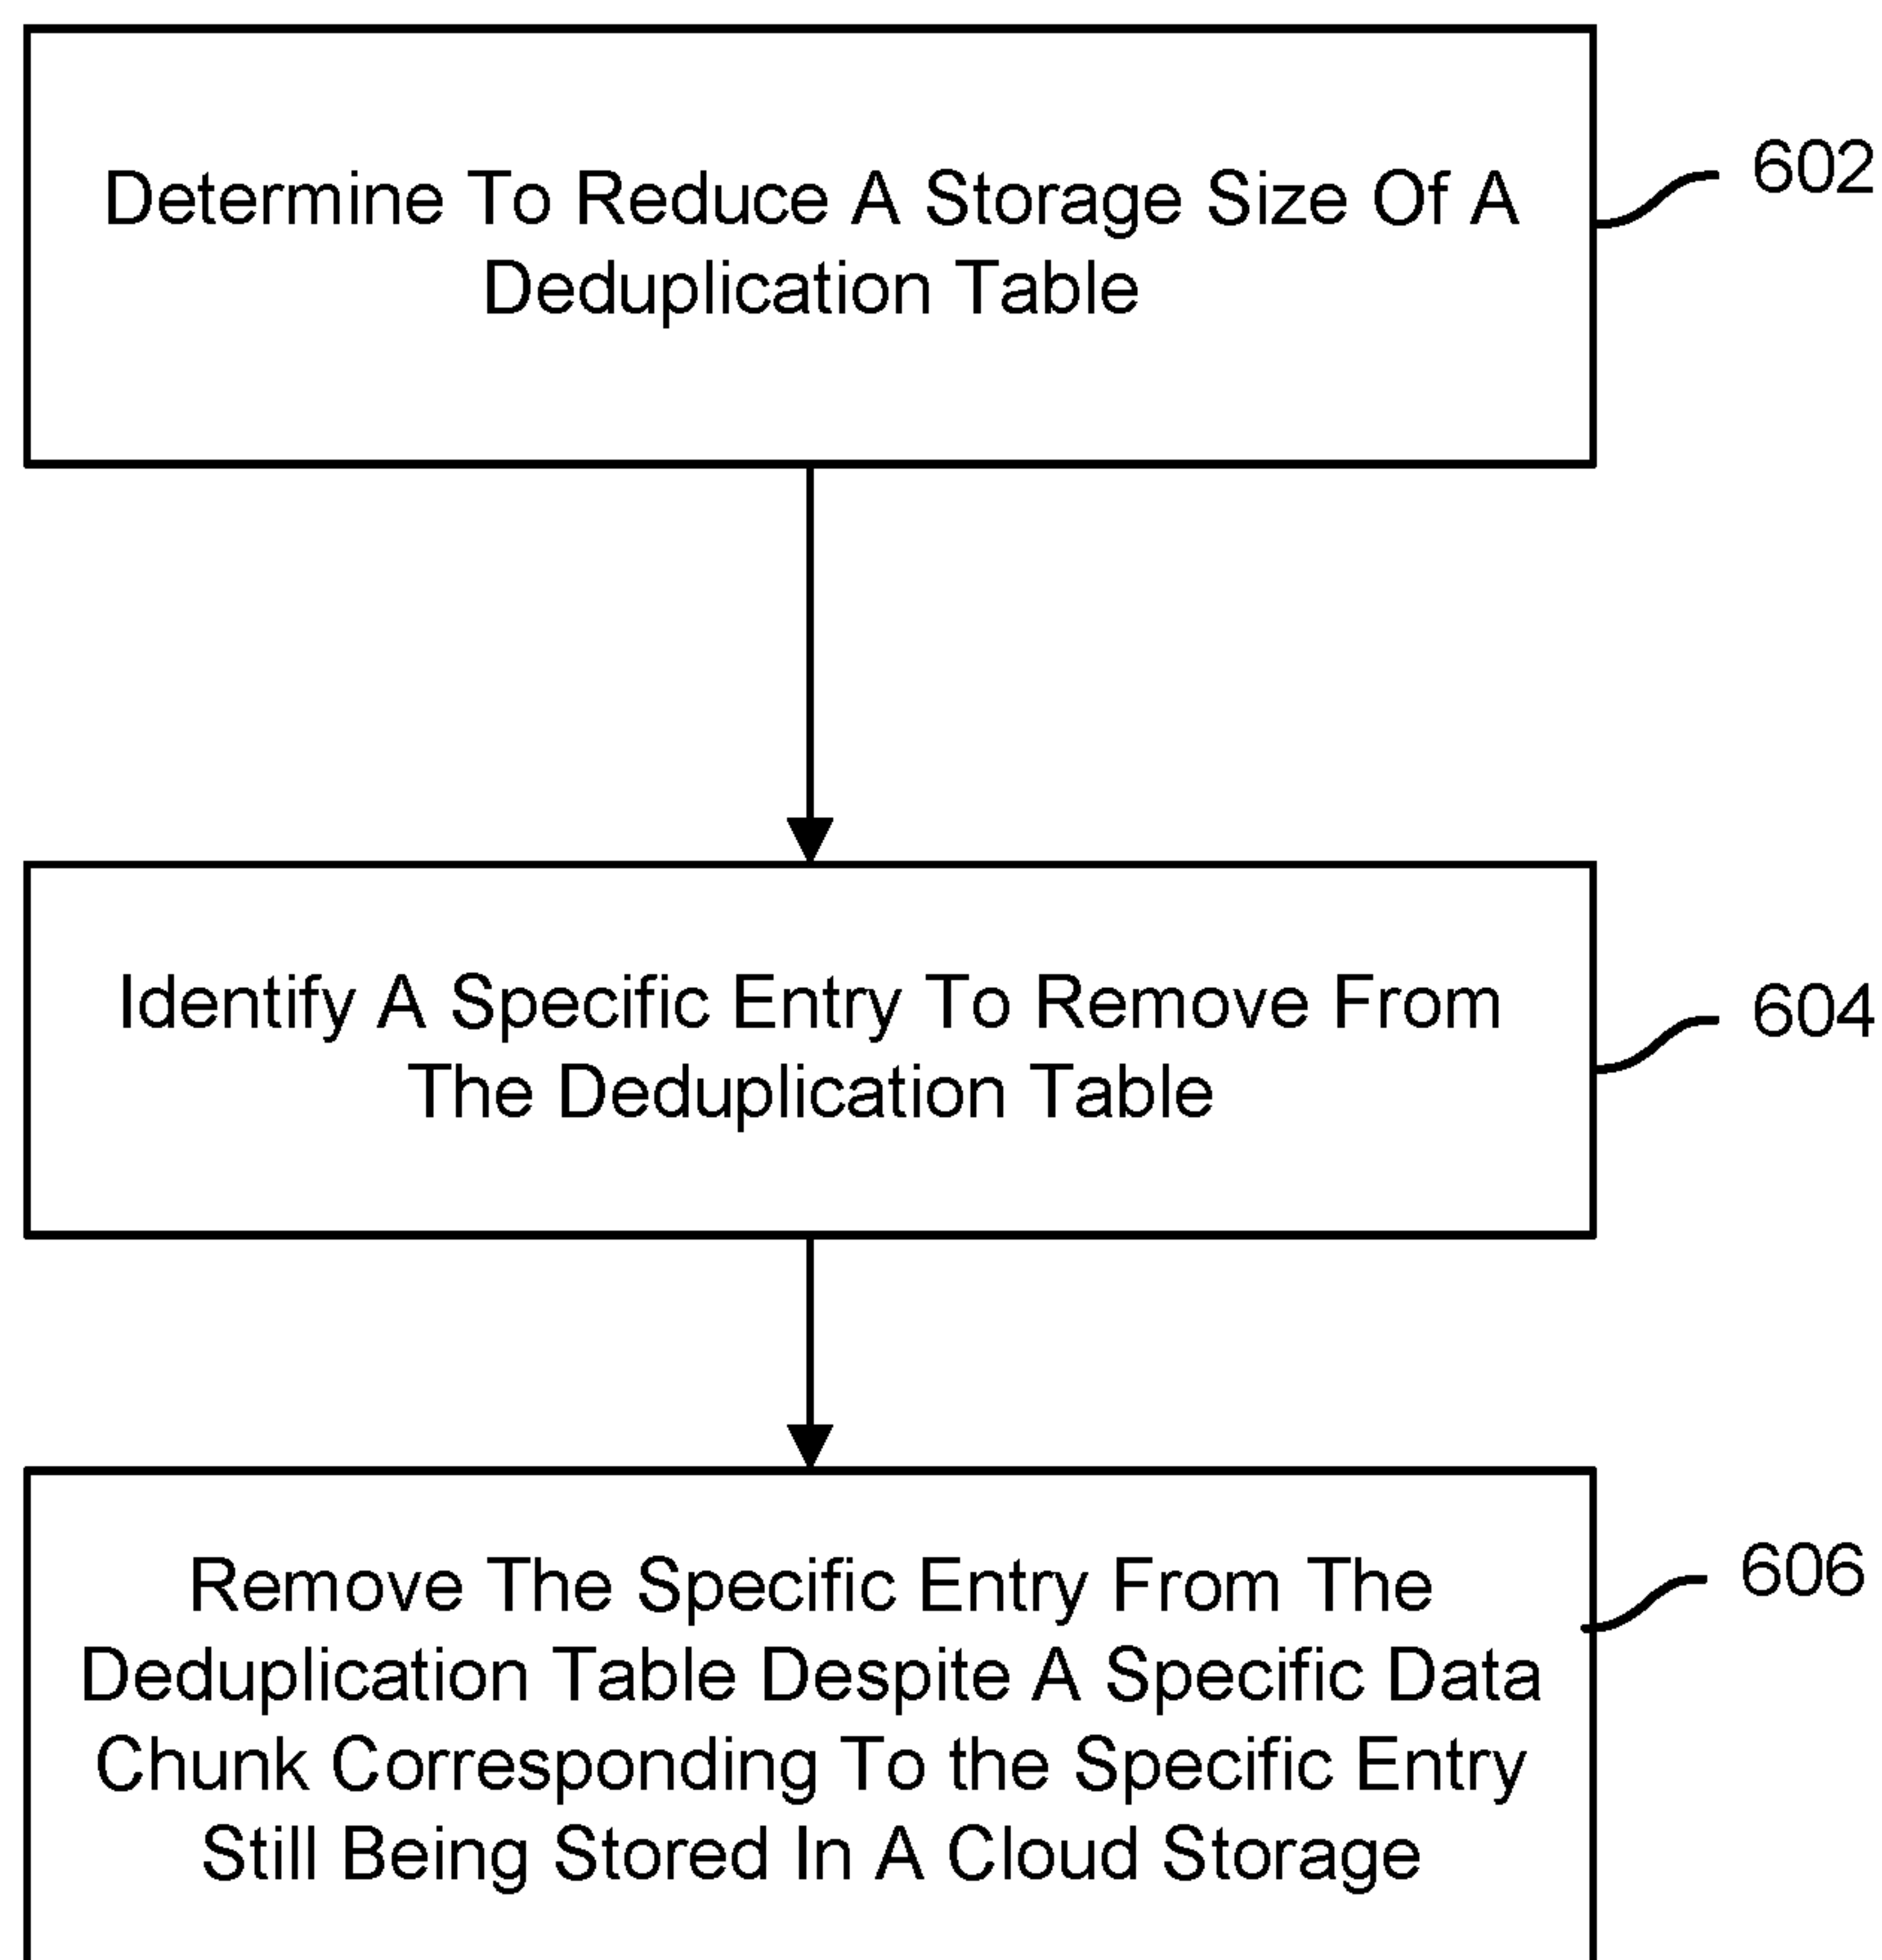 Determine To Reduce A Storage Size Of A
Deduplication Table
602
Identify A Specific Entry To Remove From
The Deduplication Table
604
Remove The Specific Entry From The
Deduplication Table Despite A Specific Data
Chunk Corresponding To the Specific Entry
Still Being Stored In A Cloud Storage
606